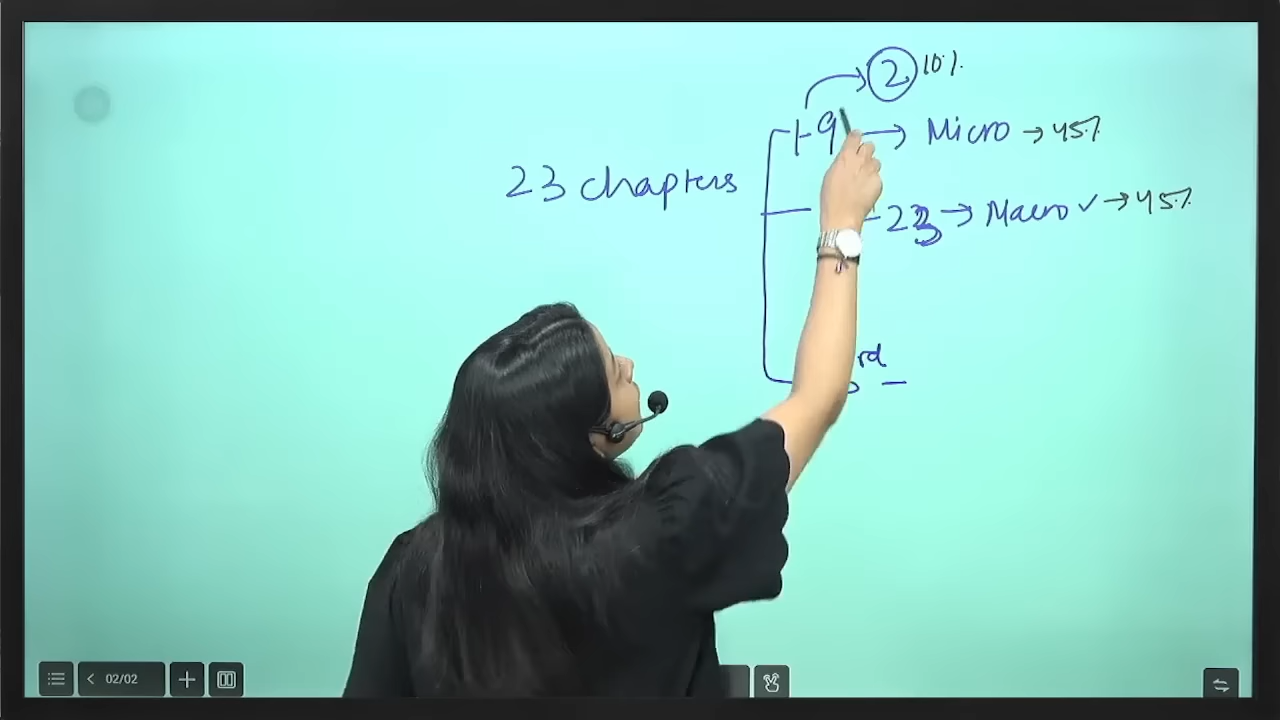 2 10%
1-9 → Micro → 45%
23 chapters
- 23 → Macro ✓ → 45%
rd -
02/02